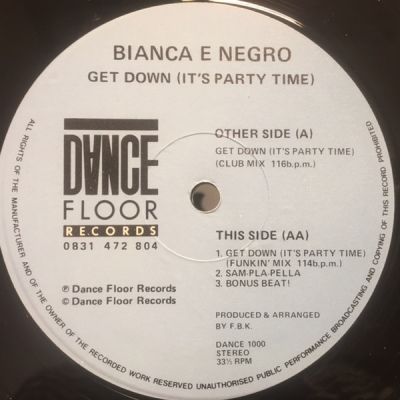 BIANCA E NEGRO
GET DOWN (IT'S PARTY TIME)
DANCE
FLOOR
RECORDS
0831 472 804
OTHER SIDE (A)
GET DOWN (IT'S PARTY TIME)
(CLUB MIX 116b.p.m.)
THIS SIDE (AA)
1. GET DOWN (IT'S PARTY TIME)
(FUNKIN' MIX 114b.p.m.)
2. SAM-PLA-PELLA
3. BONUS BEAT!
℗ Dance Floor Records
© Dance Floor Records
PRODUCED & ARRANGED
BY F.B.K.
DANCE 1000
STEREO
33⅓ RPM
ALL RIGHTS OF THE MANUFACTURER AND OF THE OWNER OF THE RECORDED WORK RESERVED UNAUTHORISED PUBLIC PERFORMANCE BROADCASTING AND COPYING OF THIS RECORD PROHIBITED